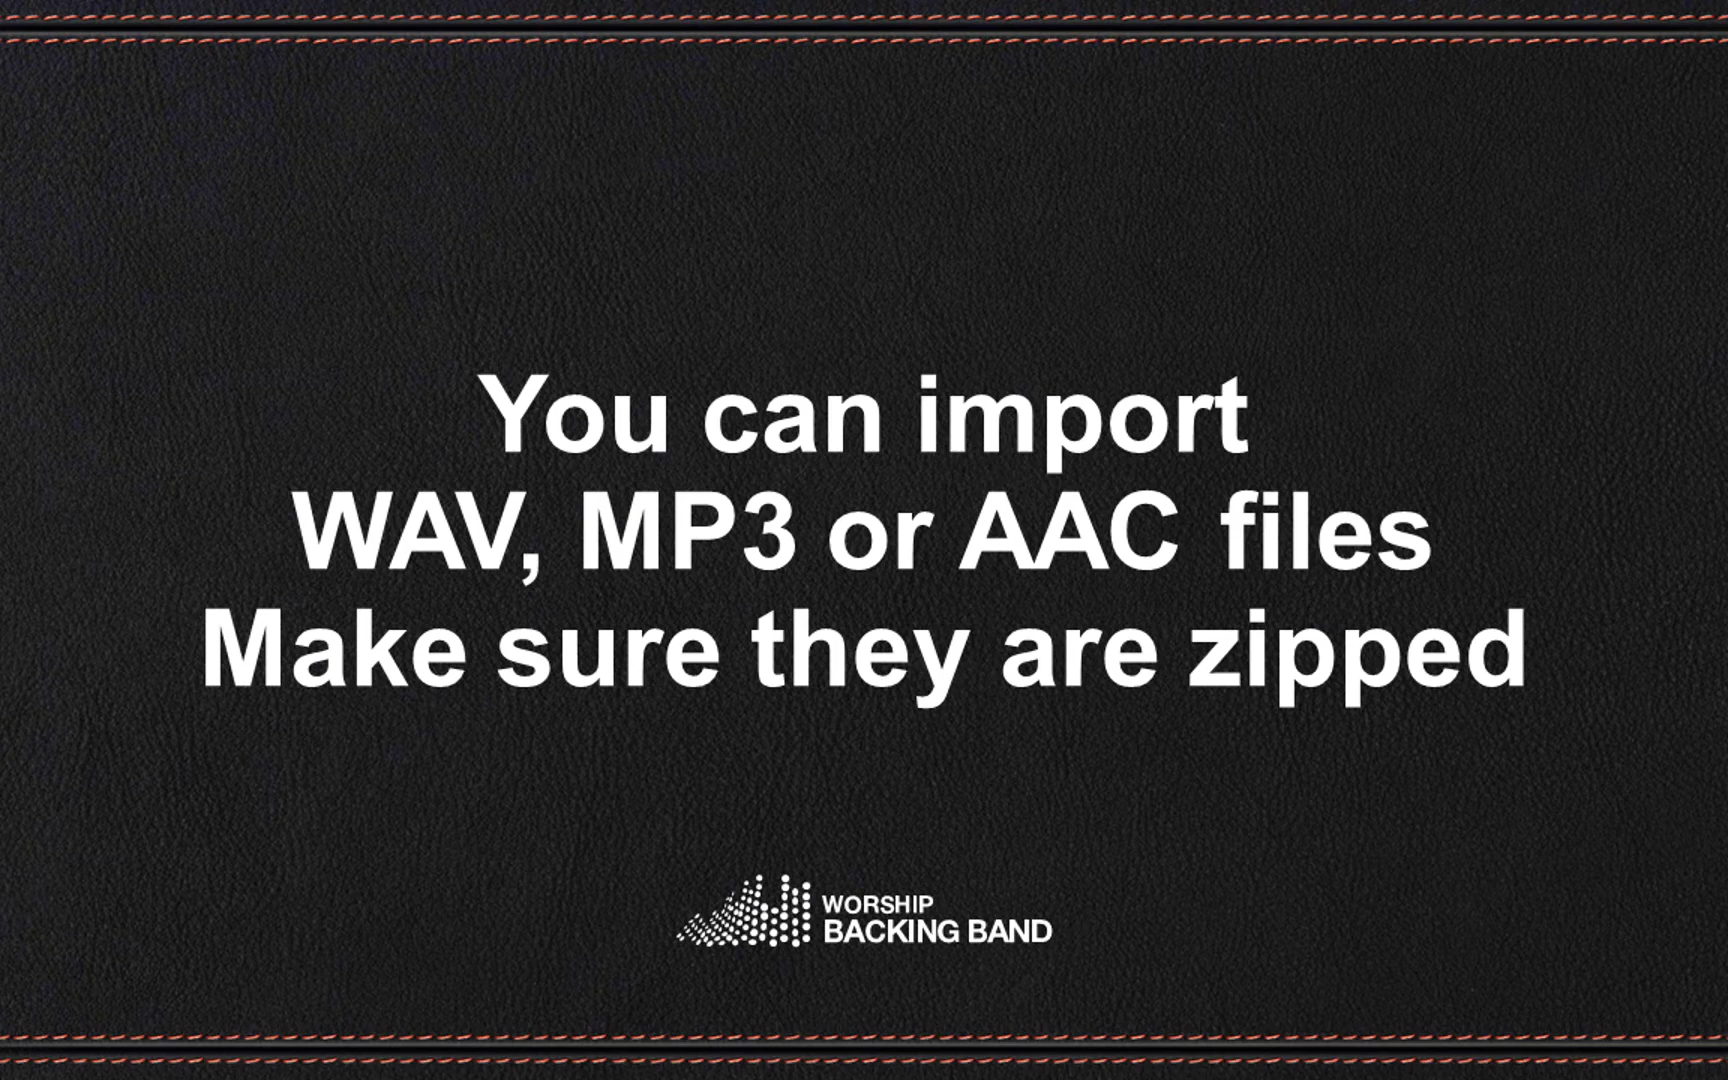 You can import
WAV, MP3 or AAC files
Make sure they are zipped
WORSHIP
BACKING BAND